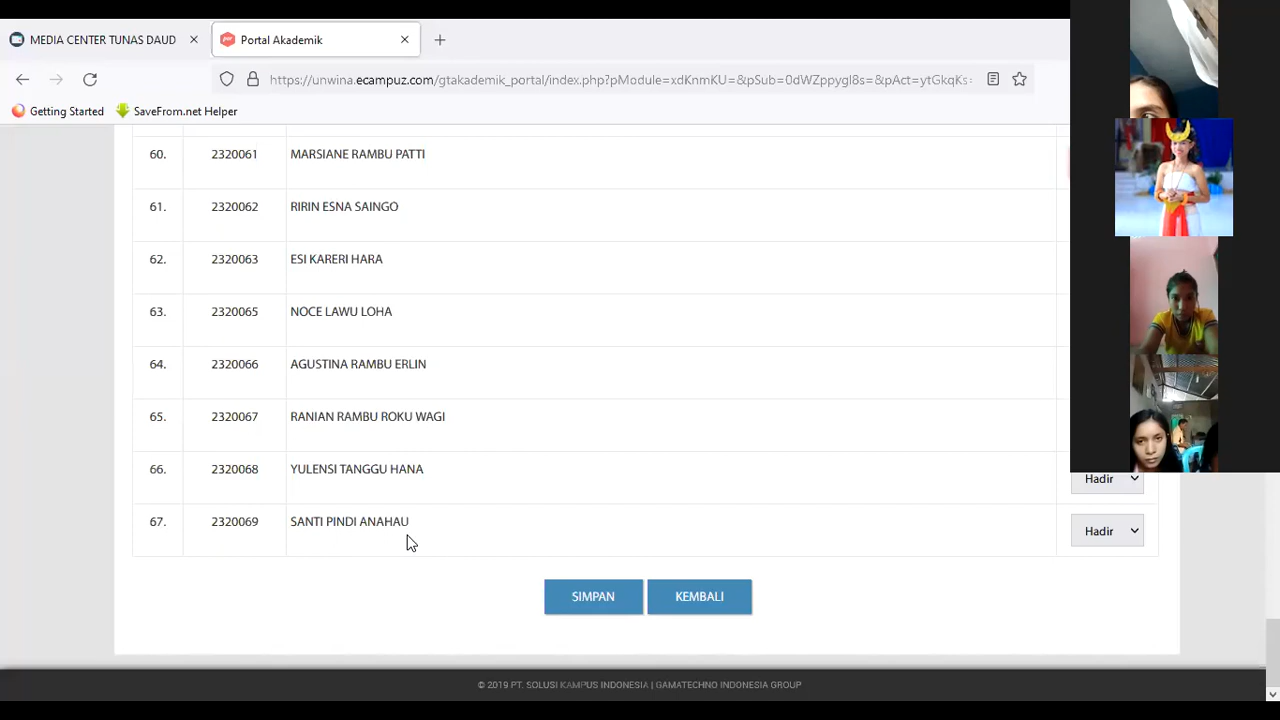 MEDIA CENTER TUNAS DAUD
Portal Akademik
https://unwina.ecampuz.com/gtakademik_portal/index.php?pModule=xdKnmKU=&pSub=0dWZppygl8s=&pAct=ytGkqKs=
Getting Started
SaveFrom.net Helper
60. 2320061 MARSIANE RAMBU PATTI
61. 2320062 RIRIN ESNA SAINGO
62. 2320063 ESI KARERI HARA
63. 2320065 NOCE LAWU LOHA
64. 2320066 AGUSTINA RAMBU ERLIN
65. 2320067 RANIAN RAMBU ROKU WAGI
66. 2320068 YULENSI TANGGU HANA Hadir
67. 2320069 SANTI PINDI ANAHAU Hadir
SIMPAN KEMBALI
© 2019 PT. SOLUSI KAMPUS INDONESIA | GAMATECHNO INDONESIA GROUP